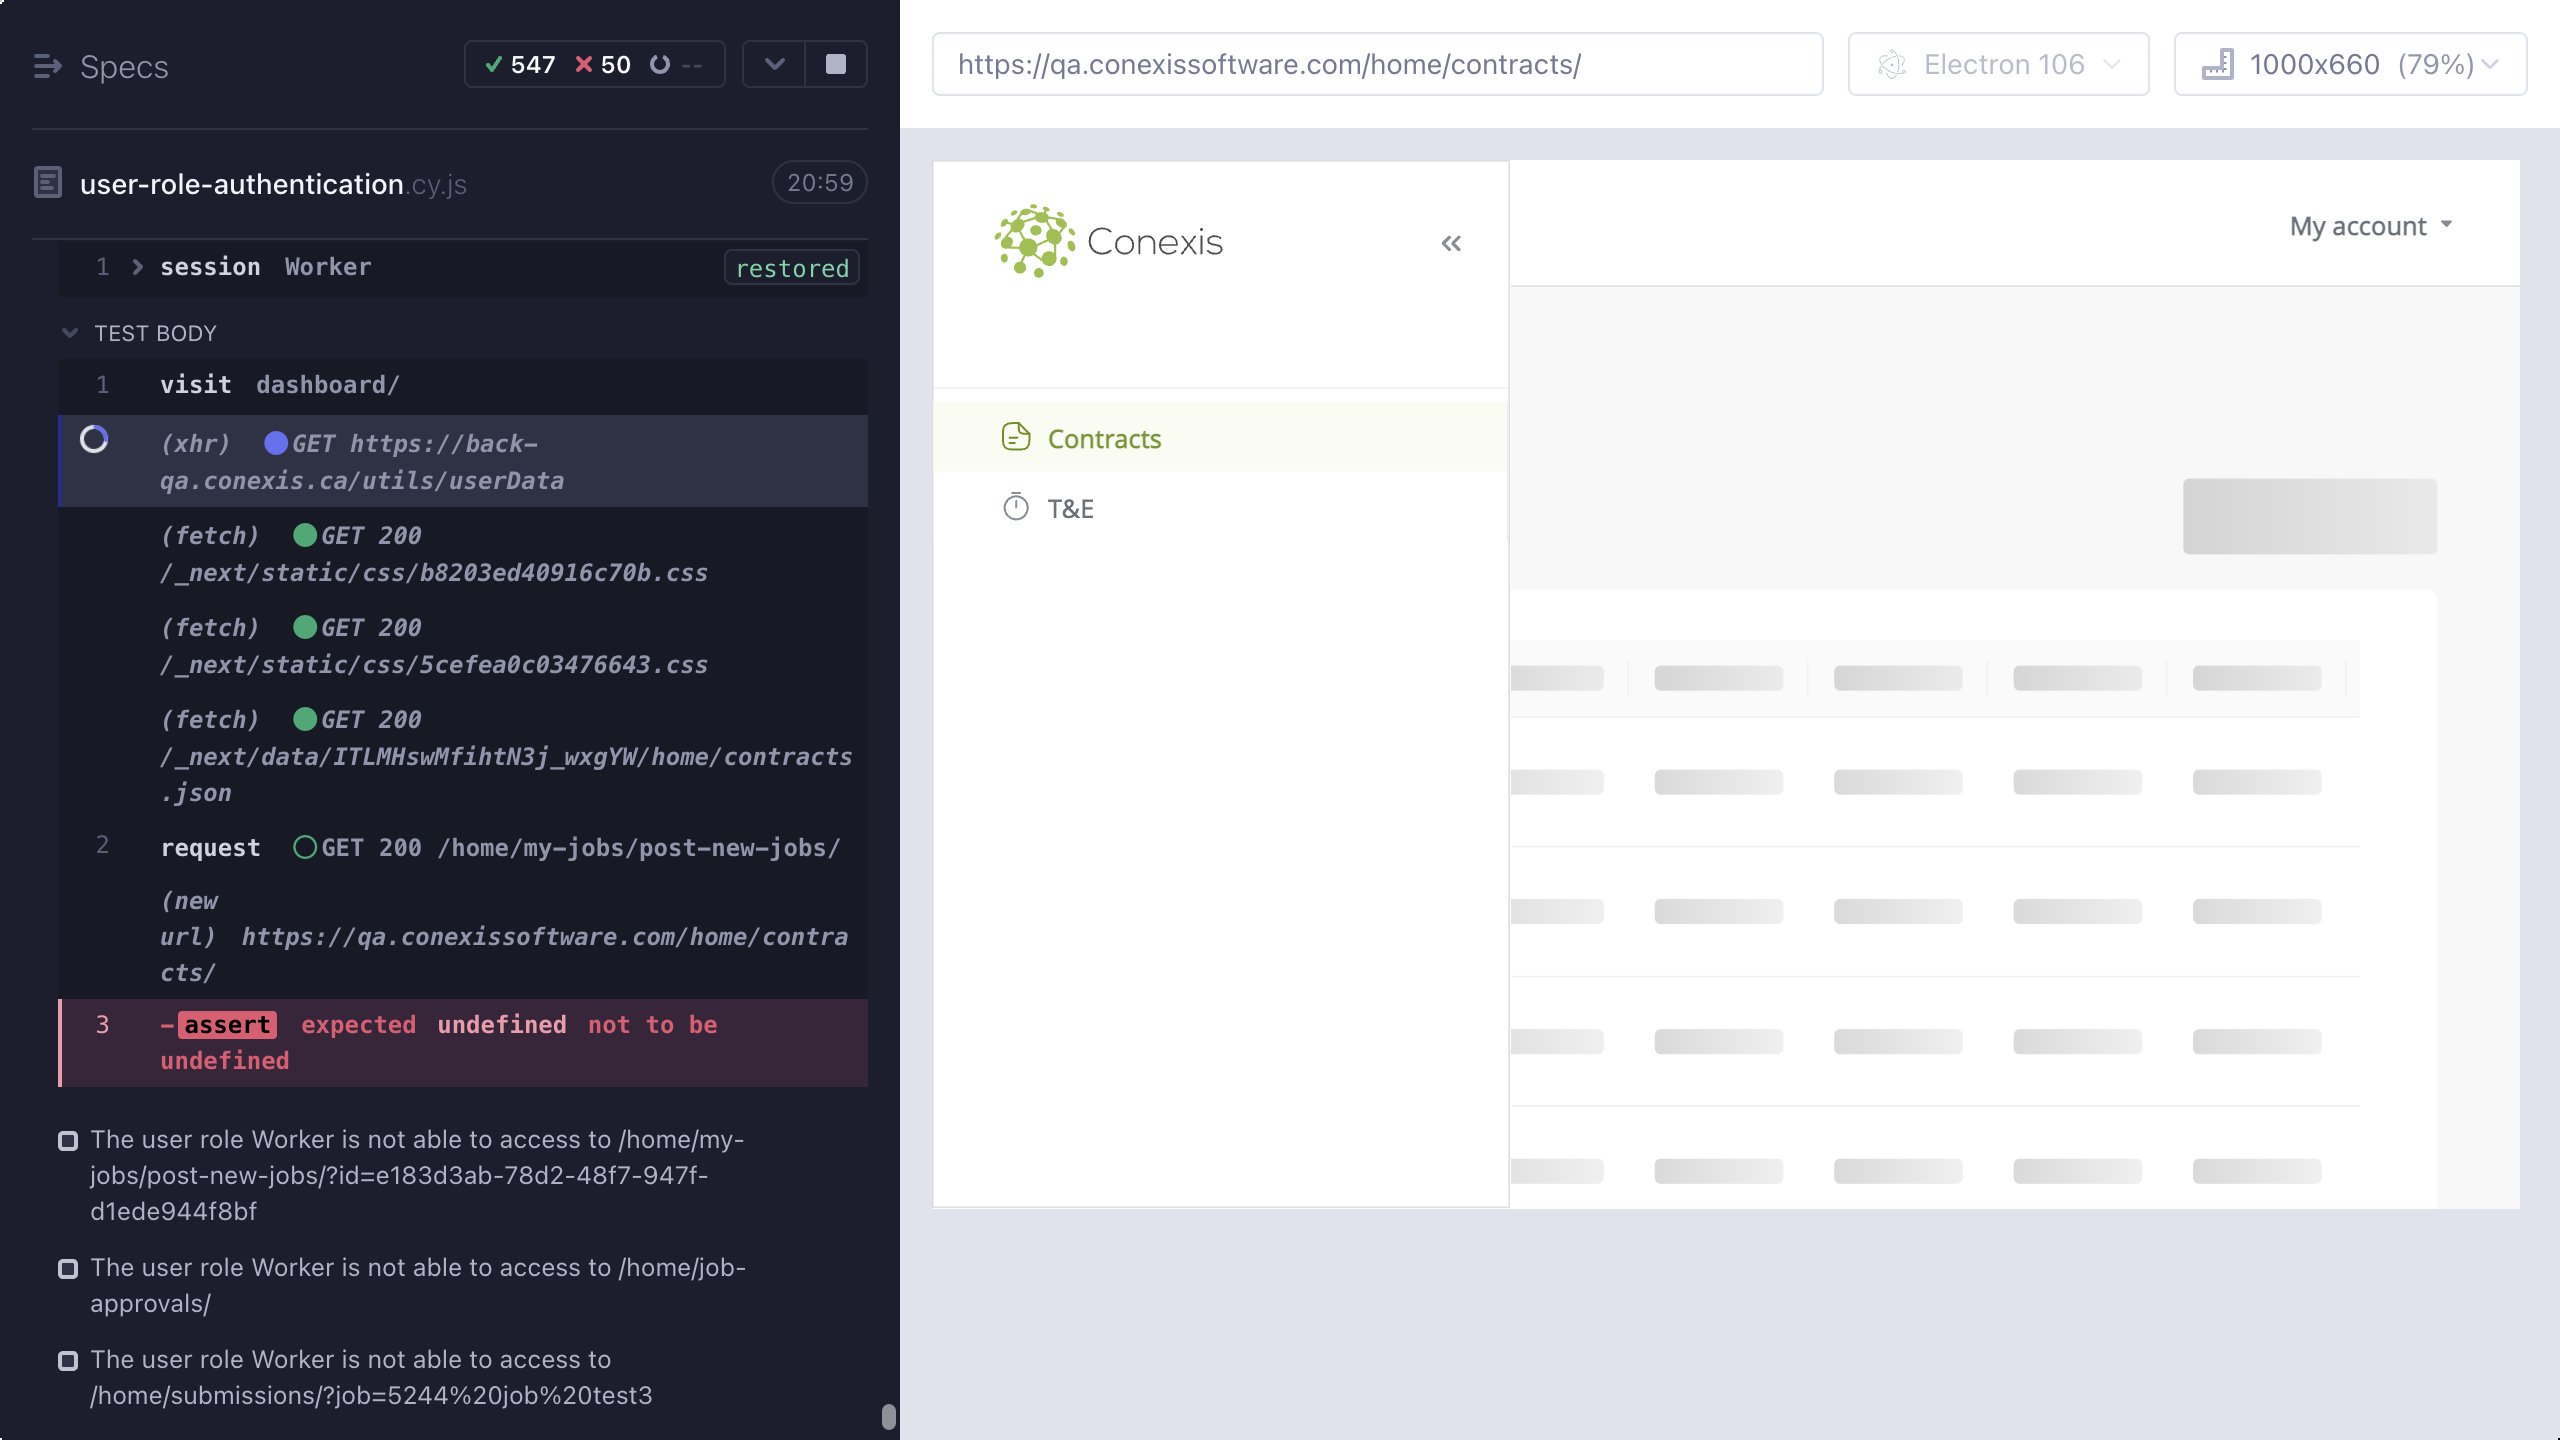 Specs
547 50 --
user-role-authentication.cy.js 20:59
1 session Worker restored
TEST BODY
1 visit dashboard/
(xhr) GET https://back-
qa.conexis.ca/utils/userData
(fetch) GET 200
/_next/static/css/b8203ed40916c70b.css
(fetch) GET 200
/_next/static/css/5cefea0c03476643.css
(fetch) GET 200
/_next/data/ITLMHswMfihtN3j_wxgYW/home/contracts
.json
2 request GET 200 /home/my-jobs/post-new-jobs/
(new
url) https://qa.conexissoftware.com/home/contra
cts/
3 -assert expected undefined not to be
undefined
The user role Worker is not able to access to /home/my-
jobs/post-new-jobs/?id=e183d3ab-78d2-48f7-947f-
d1ede944f8bf
The user role Worker is not able to access to /home/job-
approvals/
The user role Worker is not able to access to
/home/submissions/?job=5244%20job%20test3
https://qa.conexissoftware.com/home/contracts/
Electron 106
1000x660 (79%)
Conexis
My account
Contracts
T&E